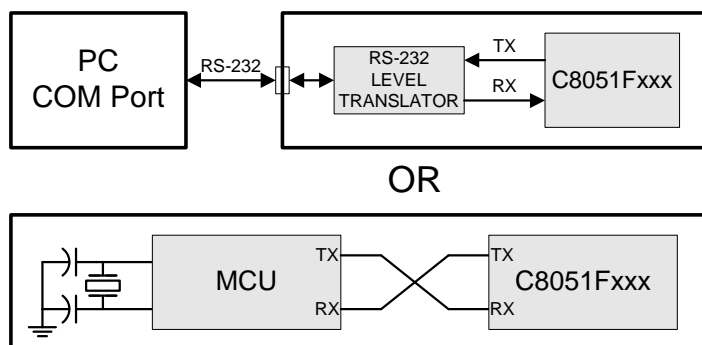 PC
COM Port
RS-232
RS-232
LEVEL
TRANSLATOR
TX
RX
C8051Fxxx
OR
MCU
TX
RX
TX
RX
C8051Fxxx